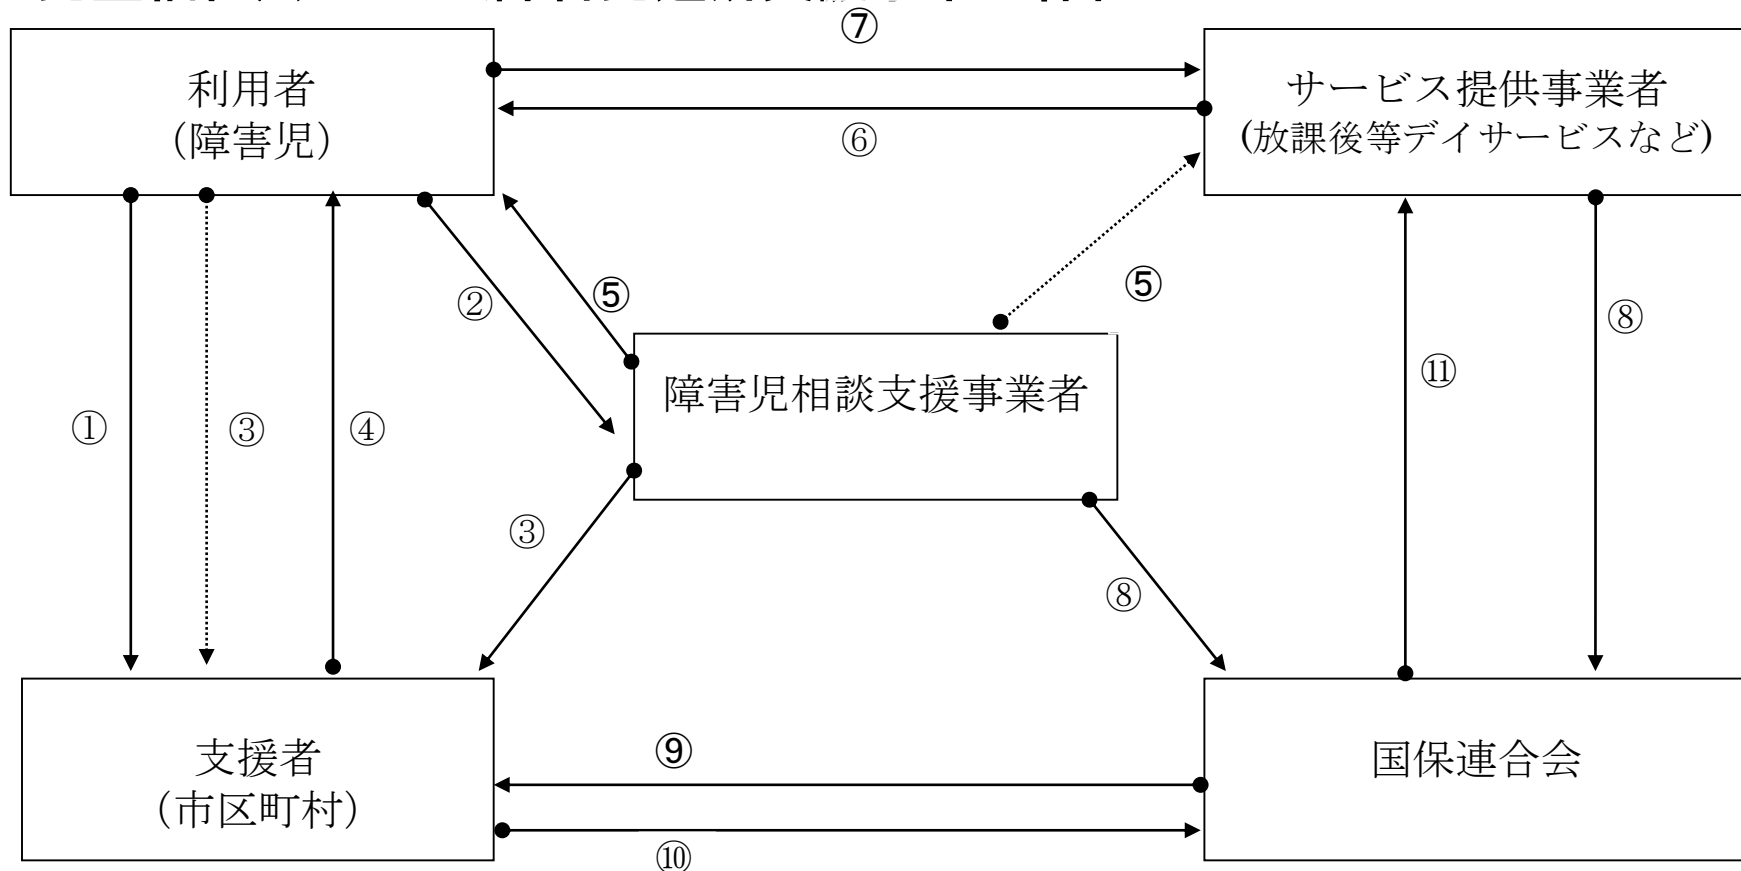 ⑦
利用者
(障害児)
サービス提供事業者
(放課後等デイサービスなど)
⑥
②
⑤
⑤
⑧
障害児相談支援事業者
⑪
①
③
④
③
⑧
支援者
(市区町村)
⑨
国保連合会
⑩